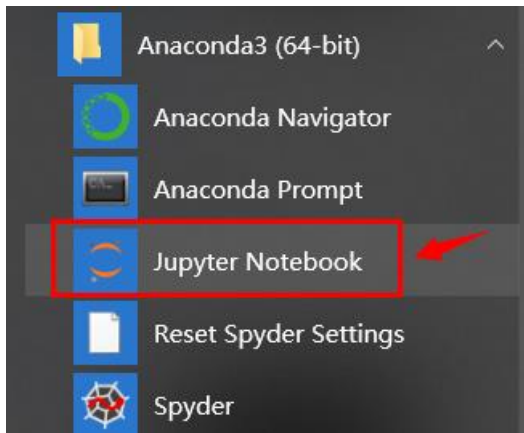 Anaconda3 (64-bit)
Anaconda Navigator
Anaconda Prompt
Jupyter Notebook
Reset Spyder Settings
Spyder